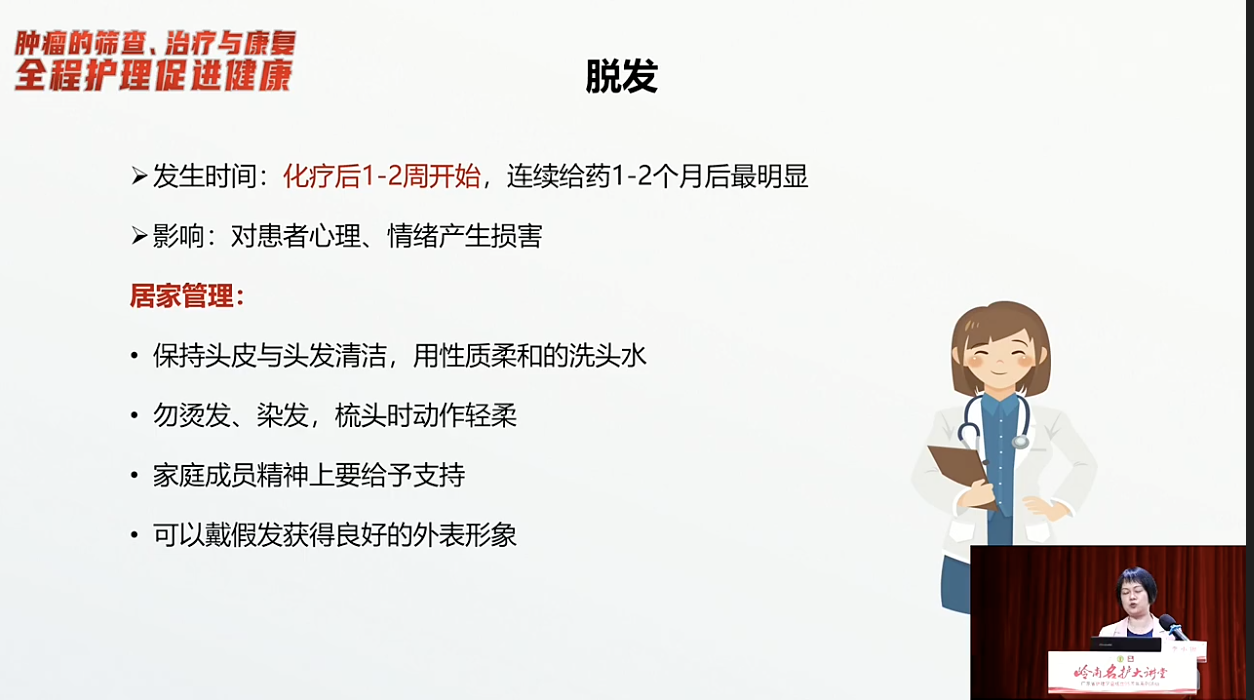 肿瘤的筛查、治疗与康复
全程护理促进健康
脱发
➢发生时间：化疗后1-2周开始，连续给药1-2个月后最明显
➢影响：对患者心理、情绪产生损害
居家管理：
• 保持头皮与头发清洁，用性质柔和的洗头水
• 勿烫发、染发，梳头时动作轻柔
• 家庭成员精神上要给予支持
• 可以戴假发获得良好的外表形象
岭南名护大讲堂